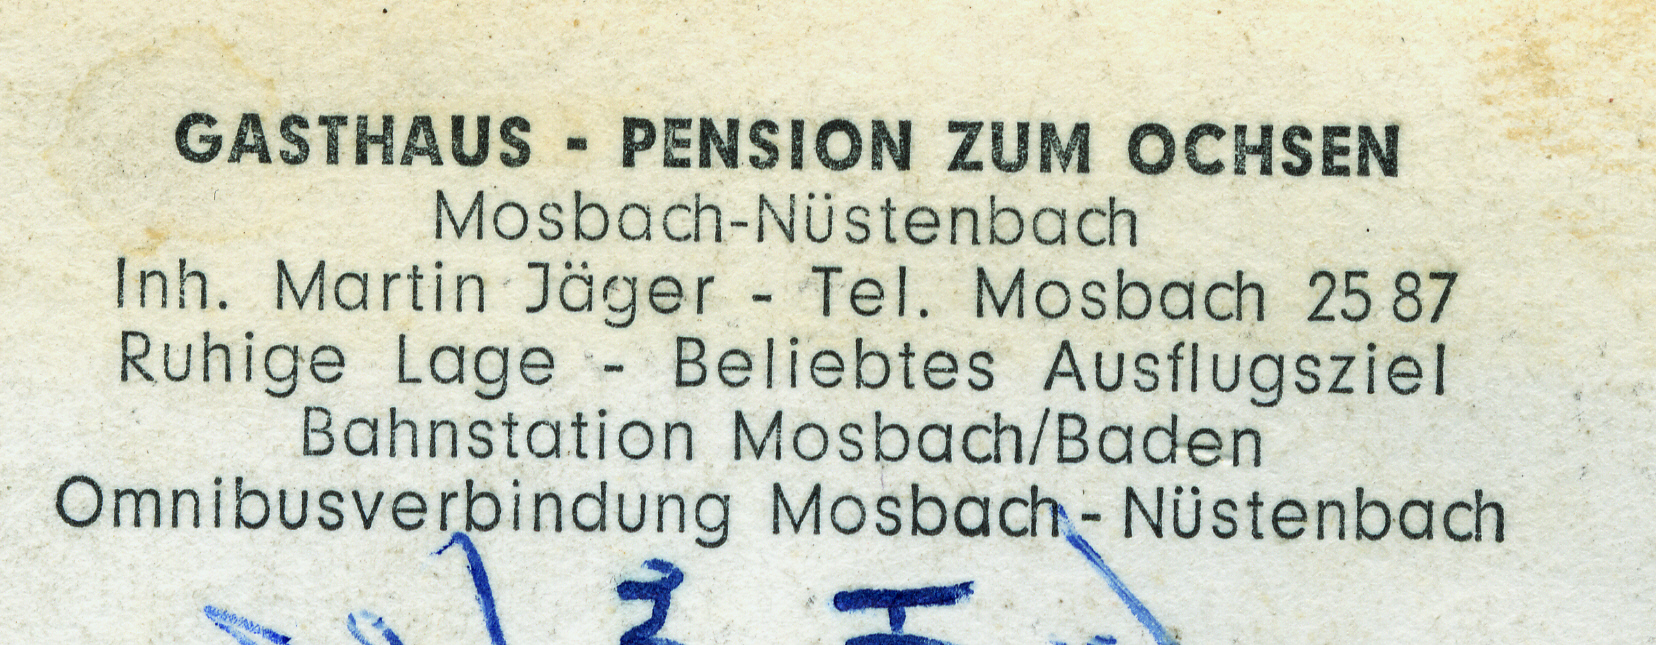 GASTHAUS - PENSION ZUM OCHSEN
Mosbach-Nüstenbach
Inh. Martin Jäger - Tel. Mosbach 25 87
Ruhige Lage - Beliebtes Ausflugsziel
Bahnstation Mosbach/Baden
Omnibusverbindung Mosbach - Nüstenbach